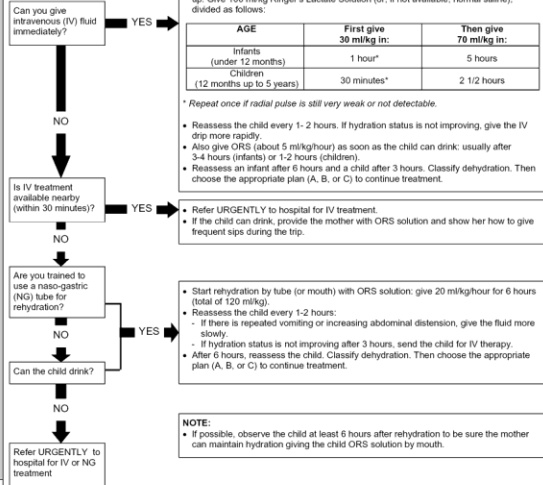 up. Give 100 ml/kg Ringer's Lactate Solution (or, if not available, normal saline),
divided as follows:
Can you give
intravenous (IV) fluid
immediately?
YES
AGE
First give
30 ml/kg in:
Then give
70 ml/kg in:
Infants
(under 12 months)
1 hour*
5 hours
Children
(12 months up to 5 years)
30 minutes*
2 1/2 hours
* Repeat once if radial pulse is still very weak or not detectable.
• Reassess the child every 1- 2 hours. If hydration status is not improving, give the IV
drip more rapidly.
• Also give ORS (about 5 ml/kg/hour) as soon as the child can drink: usually after
3-4 hours (infants) or 1-2 hours (children).
• Reassess an infant after 6 hours and a child after 3 hours. Classify dehydration. Then
choose the appropriate plan (A, B, or C) to continue treatment.
NO
Is IV treatment
available nearby
(within 30 minutes)?
YES
• Refer URGENTLY to hospital for IV treatment.
• If the child can drink, provide the mother with ORS solution and show her how to give
frequent sips during the trip.
NO
Are you trained to
use a naso-gastric
(NG) tube for
rehydration?
YES
• Start rehydration by tube (or mouth) with ORS solution: give 20 ml/kg/hour for 6 hours
(total of 120 ml/kg).
• Reassess the child every 1-2 hours:
- If there is repeated vomiting or increasing abdominal distension, give the fluid more
slowly.
- If hydration status is not improving after 3 hours, send the child for IV therapy.
• After 6 hours, reassess the child. Classify dehydration. Then choose the appropriate
plan (A, B, or C) to continue treatment.
NO
Can the child drink?
NO
Refer URGENTLY to
hospital for IV or NG
treatment
NOTE:
• If possible, observe the child at least 6 hours after rehydration to be sure the mother
can maintain hydration giving the child ORS solution by mouth.